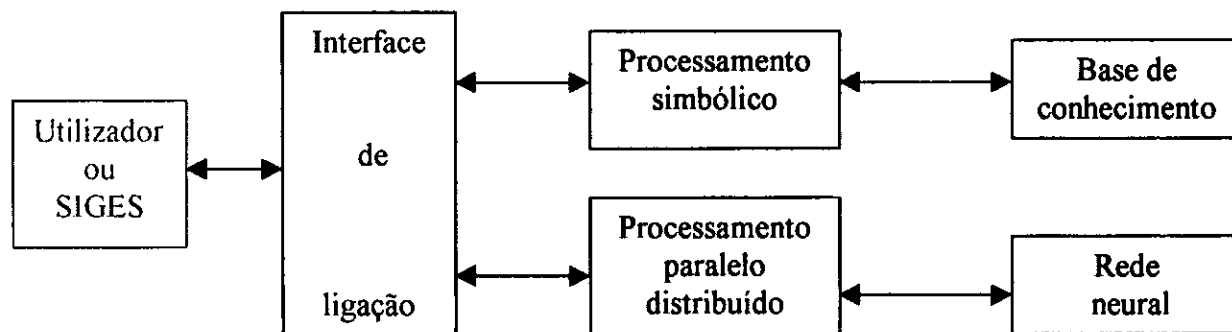 Utilizador
ou
SIGES
Interface
de
ligação
Processamento
simbólico
Base de
conhecimento
Processamento
paralelo
distribuído
Rede
neural